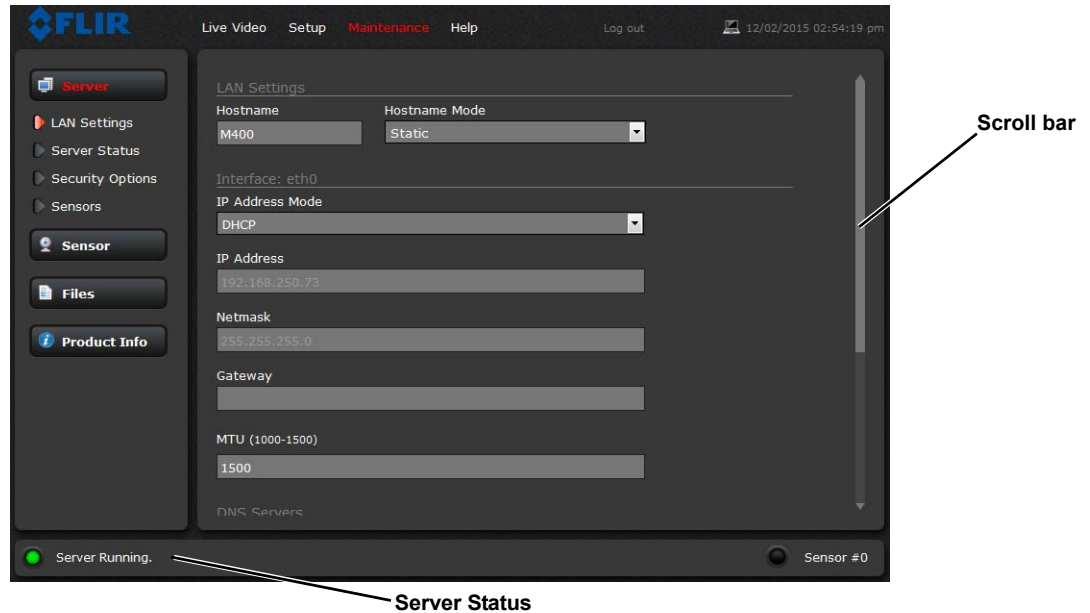 FLIR
Live Video Setup Maintenance Help Log out 12/02/2015 02:54:19 pm
Server
LAN Settings
Server Status
Security Options
Sensors
Sensor
Files
Product Info
LAN Settings
Hostname Hostname Mode
M400 Static
Interface: eth0
IP Address Mode
DHCP
IP Address
192.168.250.73
Netmask
255.255.255.0
Gateway
MTU (1000-1500)
1500
DNS Servers
Server Running.
Sensor #0
Scroll bar
Server Status